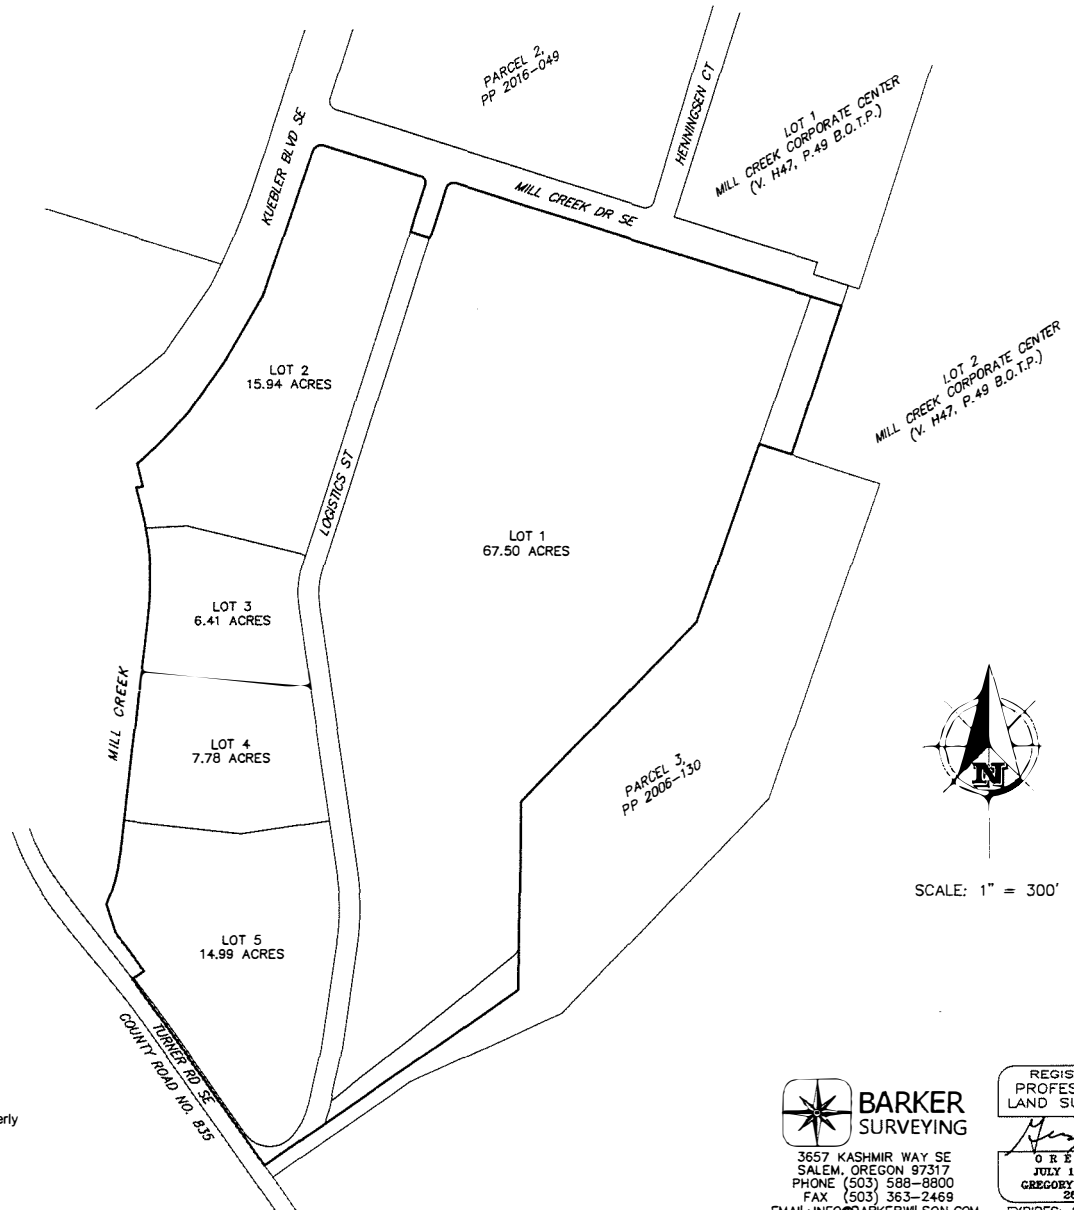 PARCEL 2,
PP 2016-049
HENNINGSEN CT
LOT 1
MILL CREEK CORPORATE CENTER
(V. H47, P.49 B.O.T.P.)
KUEBLER BLVD SE
MILL CREEK DR SE
LOT 2
MILL CREEK CORPORATE CENTER
(V. H47, P.49 B.O.T.P.)
LOT 2
15.94 ACRES
LOGISTICS ST
LOT 1
67.50 ACRES
LOT 3
6.41 ACRES
MILL CREEK
LOT 4
7.78 ACRES
PARCEL 3,
PP 2006-130
N
SCALE: 1" = 300'
LOT 5
14.99 ACRES
TURNER RD SE
COUNTY ROAD NO. 835
erly
BARKER
SURVEYING
3657 KASHMIR WAY SE
SALEM, OREGON 97317
PHONE (503) 588-8800
FAX (503) 363-2469
EMAIL: INFO@BARKERWILSON.COM
REGIS
PROFES
LAND SU
O R E
JULY 1
GREGORY